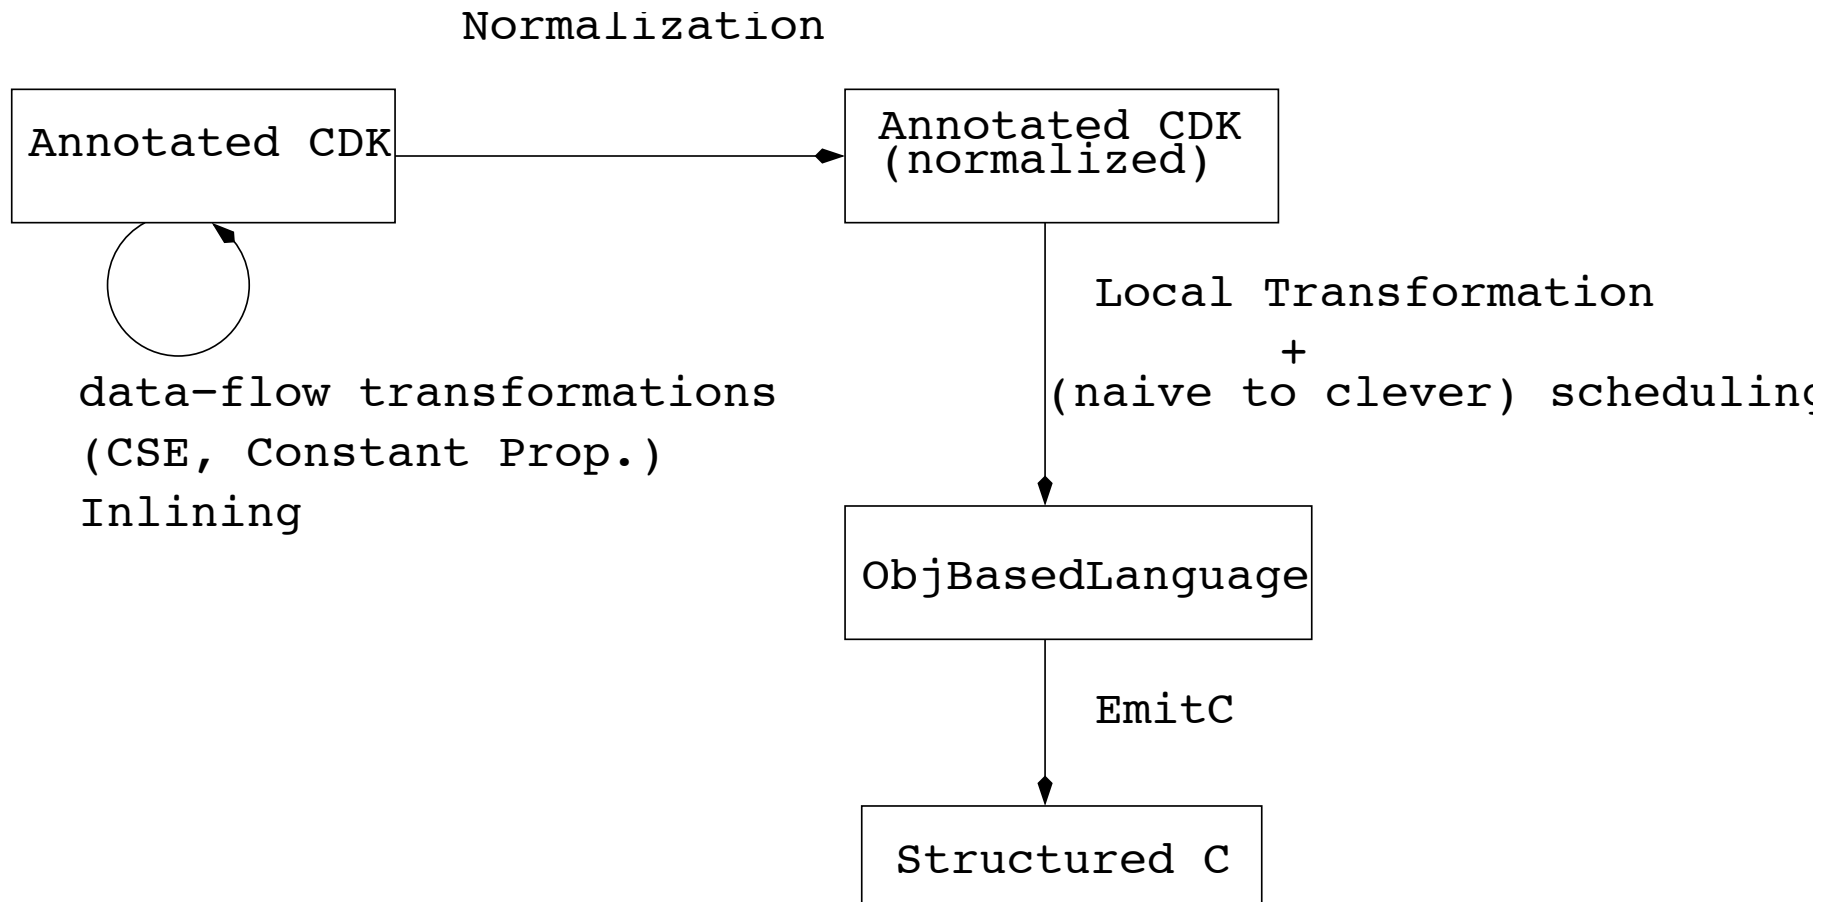 Normalization
Annotated CDK
Annotated CDK
(normalized)
Local Transformation
+
(naive to clever) scheduling
data-flow transformations
(CSE, Constant Prop.)
Inlining
ObjBasedLanguage
EmitC
Structured C